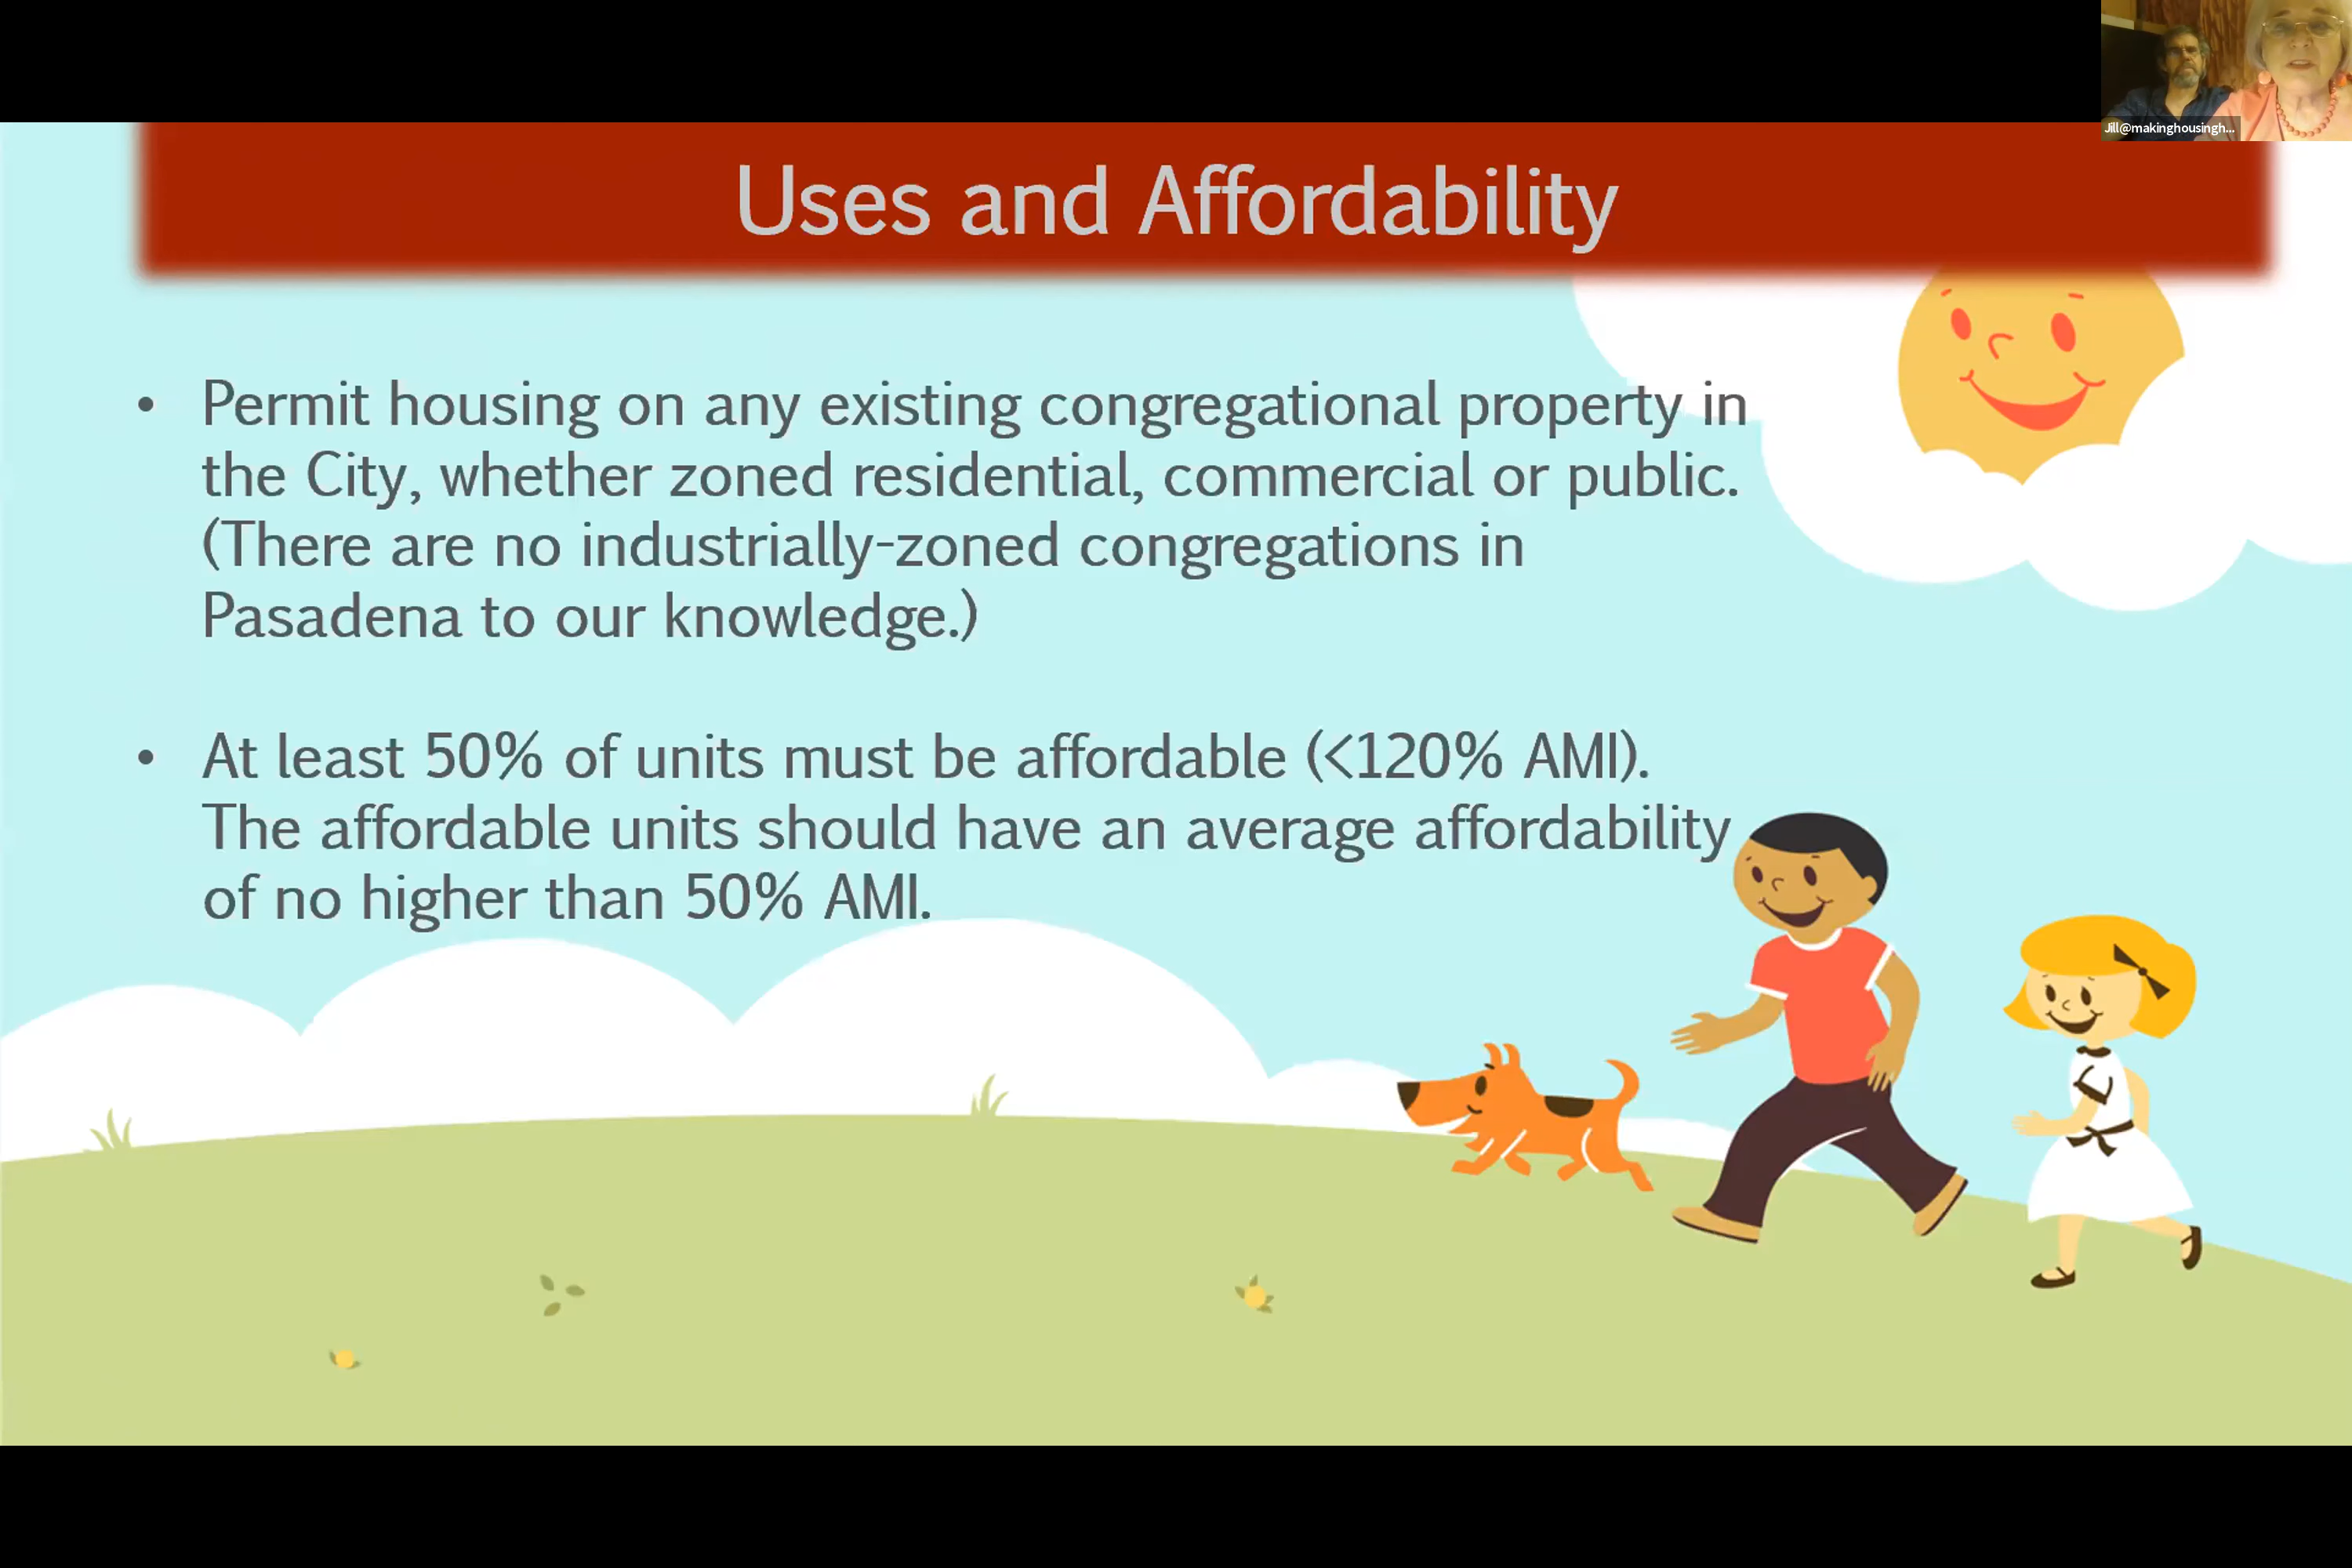 Jill@makinghousingh...
Uses and Affordability
• Permit housing on any existing congregational property in
the City, whether zoned residential, commercial or public.
(There are no industrially-zoned congregations in
Pasadena to our knowledge.)
• At least 50% of units must be affordable (<120% AMI).
The affordable units should have an average affordability
of no higher than 50% AMI.